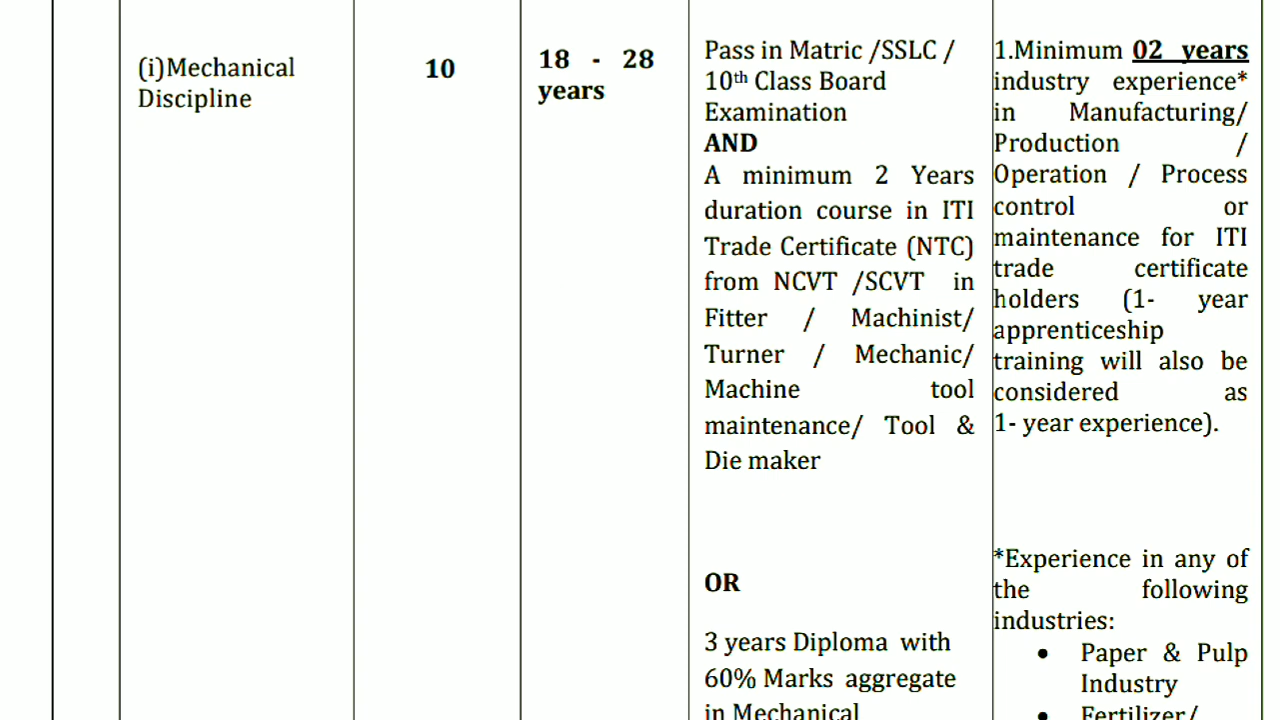 (i)Mechanical
Discipline
10
18 - 28
years
Pass in Matric /SSLC /
10th Class Board
Examination
AND
A minimum 2 Years
duration course in ITI
Trade Certificate (NTC)
from NCVT /SCVT in
Fitter / Machinist/
Turner / Mechanic/
Machine tool
maintenance/ Tool &
Die maker
OR
3 years Diploma with
60% Marks aggregate
in Mechanical
1.Minimum 02 years
industry experience*
in Manufacturing/
Production /
Operation / Process
control or
maintenance for ITI
trade certificate
holders (1- year
apprenticeship
training will also be
considered as
1- year experience).
*Experience in any of
the following
industries:
• Paper & Pulp
Industry
• Fertilizer/